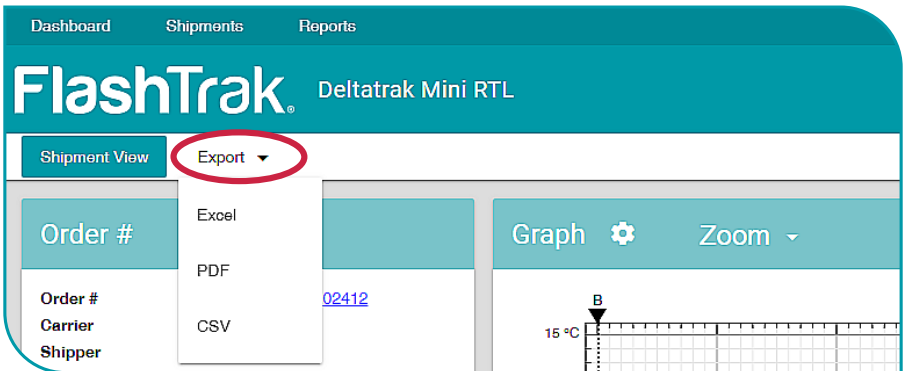 Dashboard Shipments Reports
FlashTrak® Deltatrak Mini RTL
Shipment View Export
Excel
PDF
CSV
Order #
Order # 02412
Carrier
Shipper
Graph Zoom
B
15 °C